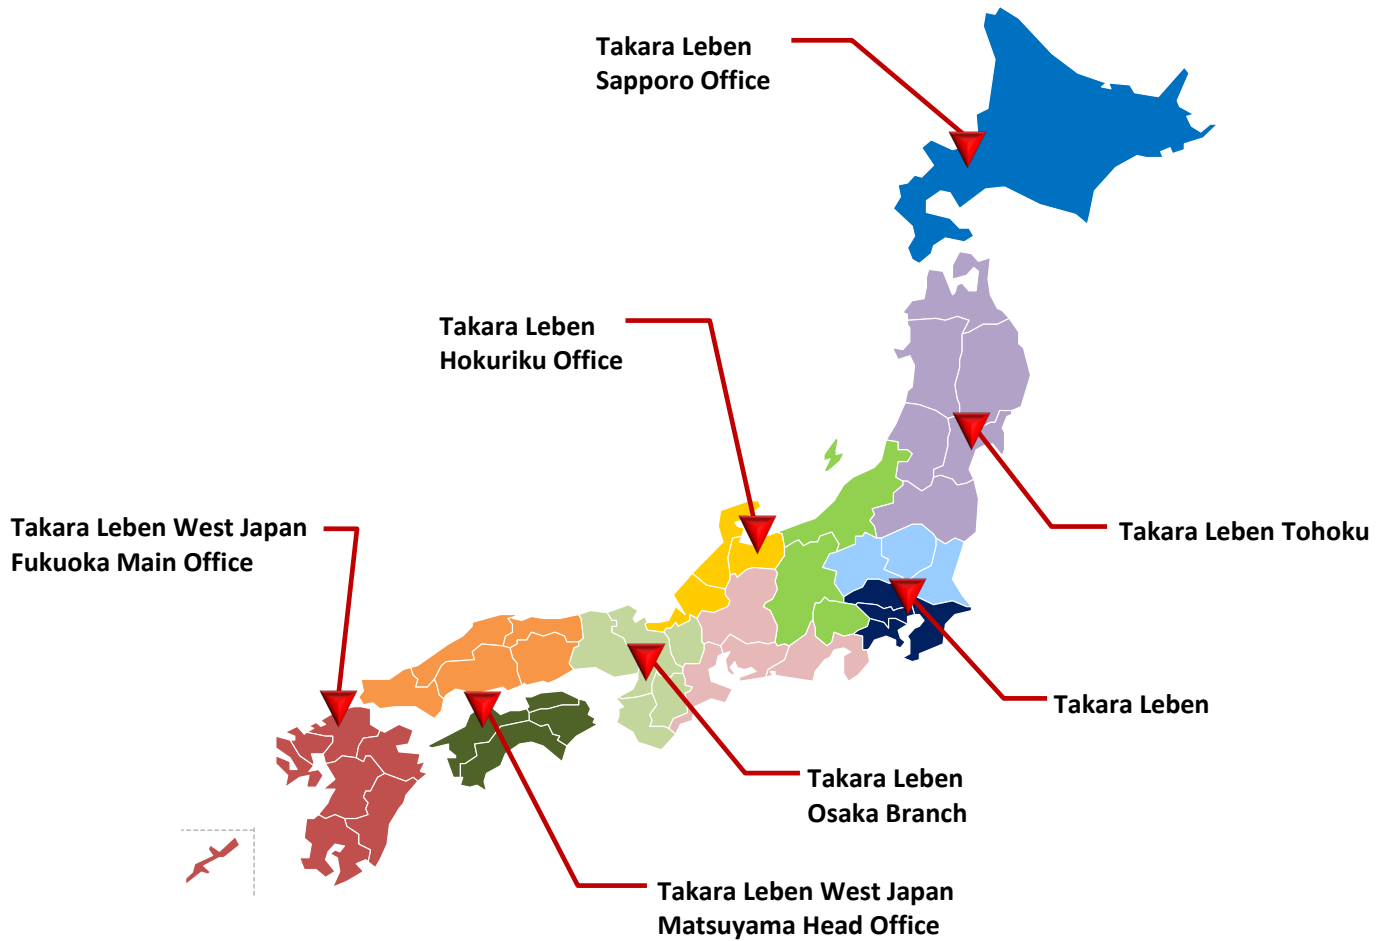 Takara Leben
Sapporo Office
Takara Leben
Hokuriku Office
Takara Leben West Japan
Fukuoka Main Office
Takara Leben Tohoku
Takara Leben
Takara Leben
Osaka Branch
Takara Leben West Japan
Matsuyama Head Office